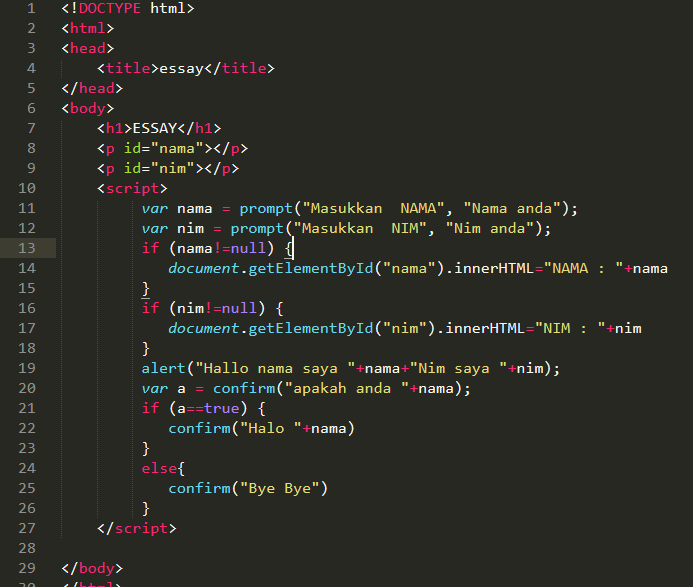 1 <!DOCTYPE html>
2 <html>
3 <head>
4 <title>essay</title>
5 </head>
6 <body>
7 <h1>ESSAY</h1>
8 <p id="nama"></p>
9 <p id="nim"></p>
10 <script>
11 var nama = prompt("Masukkan  NAMA", "Nama anda");
12 var nim = prompt("Masukkan  NIM", "Nim anda");
13 if (nama!=null) {
14 document.getElementById("nama").innerHTML="NAMA : "+nama
15 }
16 if (nim!=null) {
17 document.getElementById("nim").innerHTML="NIM : "+nim
18 }
19 alert("Hallo nama saya "+nama+"Nim saya "+nim);
20 var a = confirm("apakah anda "+nama);
21 if (a==true) {
22 confirm("Halo "+nama)
23 }
24 else{
25 confirm("Bye Bye")
26 }
27 </script>
28
29 </body>
30 </html>